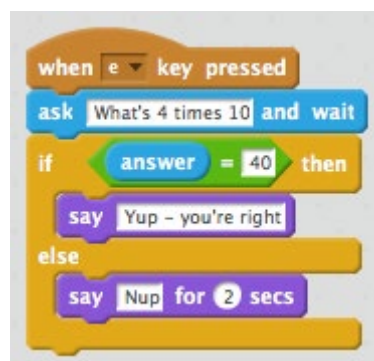 when e key pressed
ask What's 4 times 10 and wait
if answer = 40 then
say Yup – you're right
else
say Nup for 2 secs